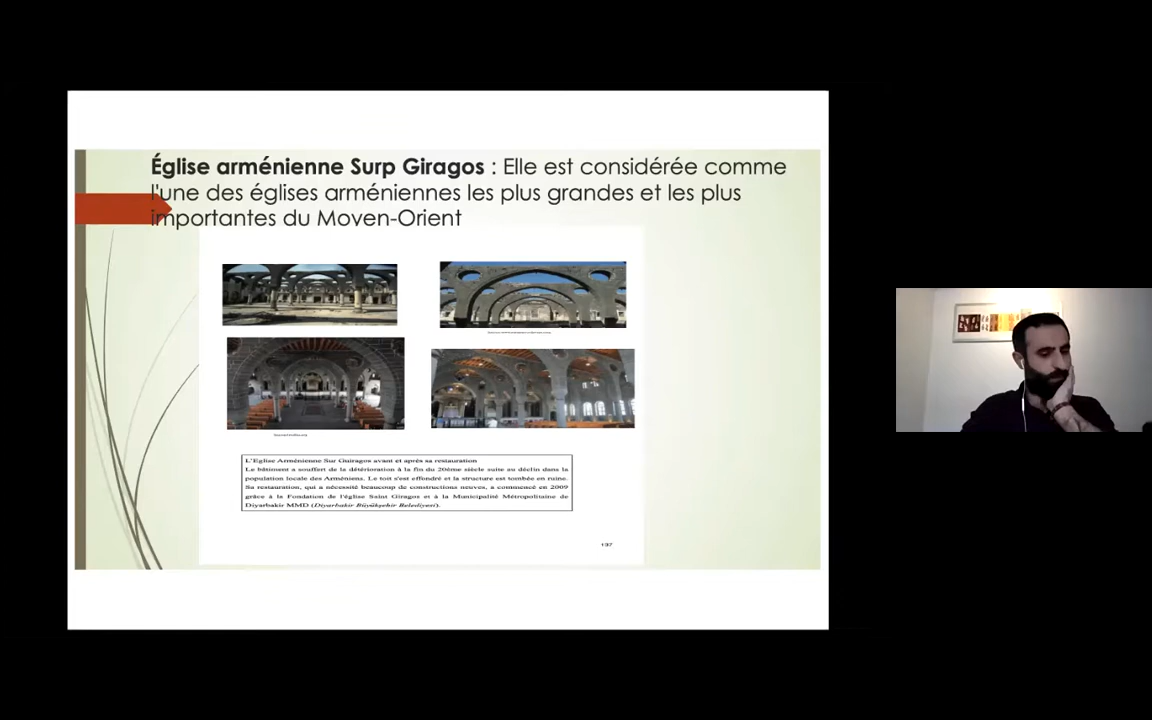 Église arménienne Surp Giragos : Elle est considérée comme
l'une des églises arméniennes les plus grandes et les plus
importantes du Moyen-Orient
L'Eglise Arménienne Sur Guiragos avant et après sa restauration
Le bâtiment a souffert de la détérioration à la fin du 20ème siècle suite au déclin dans la
population locale des Arméniens. Le toit s'est effondré et la structure est tombée en ruine.
Sa restauration, qui a nécessité beaucoup de constructions neuves, a commencé en 2009
grâce à la Fondation de l'église Saint Giragos et à la Municipalité Métropolitaine de
Diyarbakir MMD (Diyarbakir Büyükşehir Belediyesi).
137